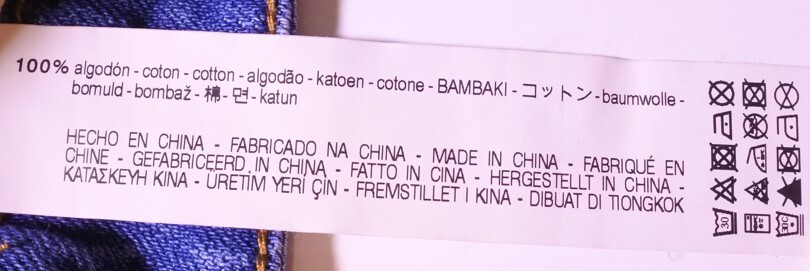 100% algodón - coton - cotton - algodão - katoen - cotone - BAMBAKI - コットン - baumwolle -
bomuld - bombaž - 棉 - 면 - katun
HECHO EN CHINA - FABRICADO NA CHINA - MADE IN CHINA - FABRIQUÉ EN
CHINE - GEFABRICEERD IN CHINA - FATTO IN CINA - HERGESTELLT IN CHINA -
ΚΑΤΑΣΚΕΥΗ ΚΙΝΑ - ÜRETİM YERİ ÇİN - FREMSTILLET I KINA - DIBUAT DI TIONGKOK
30 30C